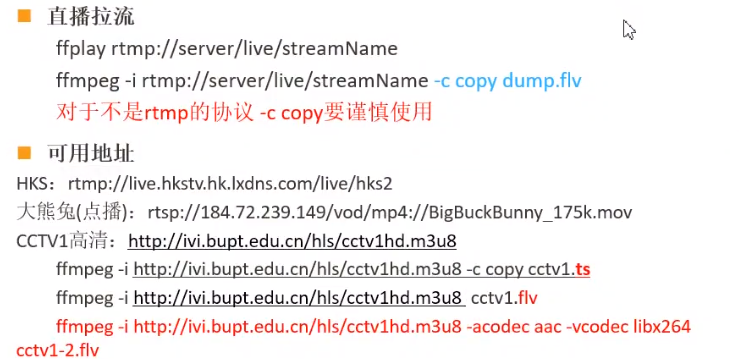 直播拉流
ffplay rtmp://server/live/streamName
ffmpeg -i rtmp://server/live/streamName -c copy dump.flv
对于不是rtmp的协议 -c copy要谨慎使用
可用地址
HKS：rtmp://live.hkstv.hk.lxdns.com/live/hks2
大熊兔(点播)：rtsp://184.72.239.149/vod/mp4://BigBuckBunny_175k.mov
CCTV1高清：http://ivi.bupt.edu.cn/hls/cctv1hd.m3u8
ffmpeg -i http://ivi.bupt.edu.cn/hls/cctv1hd.m3u8 -c copy cctv1.ts
ffmpeg -i http://ivi.bupt.edu.cn/hls/cctv1hd.m3u8 cctv1.flv
ffmpeg -i http://ivi.bupt.edu.cn/hls/cctv1hd.m3u8 -acodec aac -vcodec libx264
cctv1-2.flv